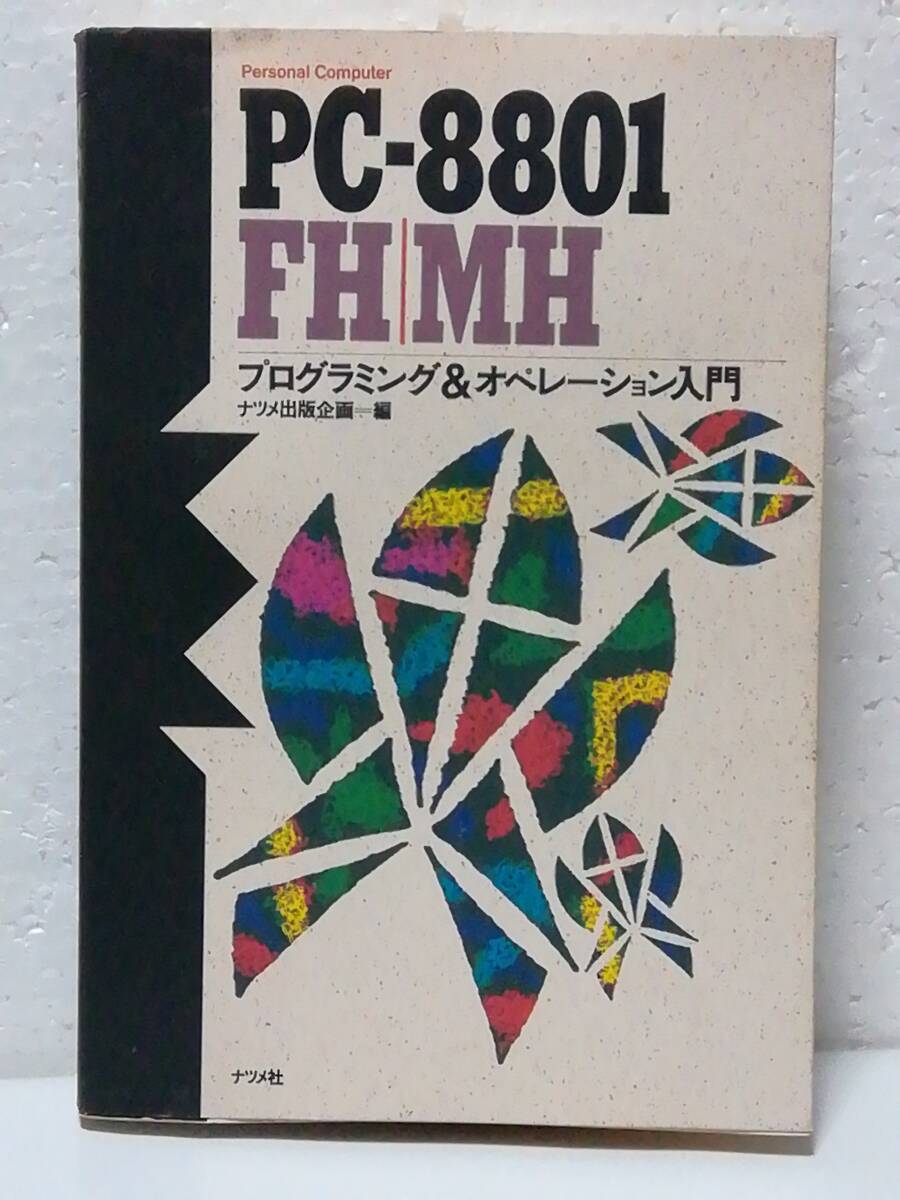 Personal Computer
PC-8801
FH|MH
プログラミング&オペレーション入門
ナツメ出版企画=編
ナツメ社